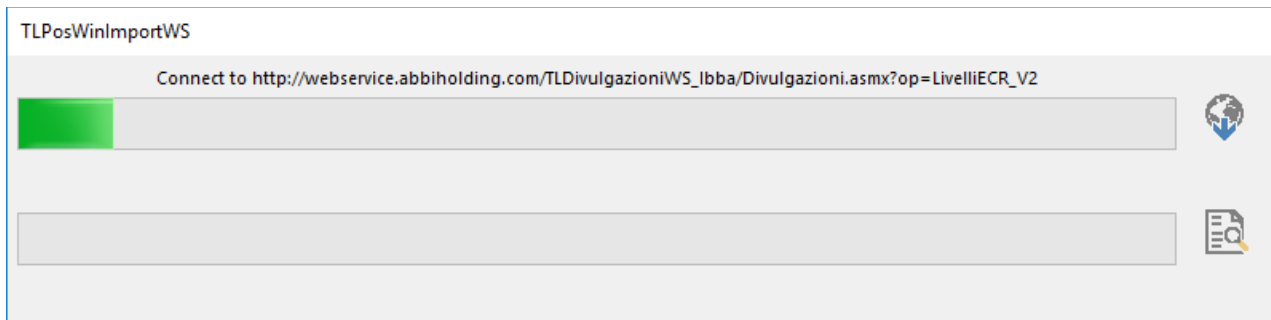 TLPosWinImportWS
Connect to http://webservice.abbiholding.com/TLDivulgazioniWS_Ibba/Divulgazioni.asmx?op=LivelliECR_V2